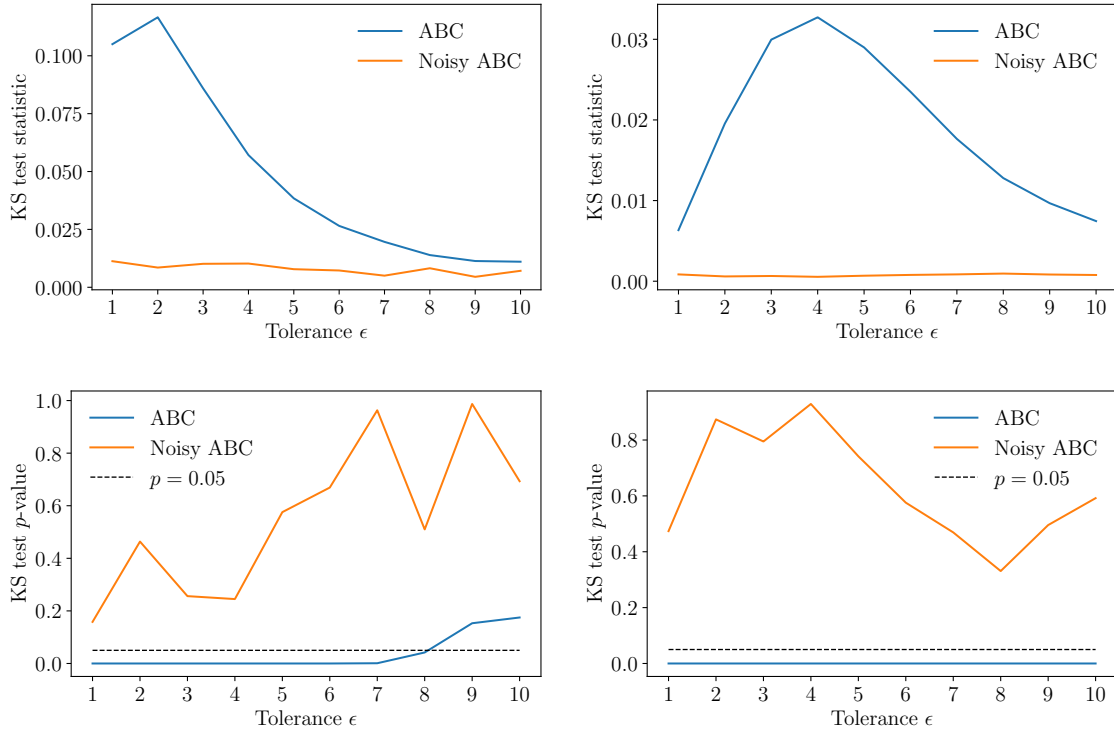 KS test statistic
0.100
0.075
0.050
0.025
0.000
ABC
Noisy ABC
1 2 3 4 5 6 7 8 9 10
Tolerance ϵ
KS test statistic
0.03
0.02
0.01
0.00
ABC
Noisy ABC
1 2 3 4 5 6 7 8 9 10
Tolerance ϵ
KS test p-value
1.0
0.8
0.6
0.4
0.2
0.0
ABC
Noisy ABC
p = 0.05
1 2 3 4 5 6 7 8 9 10
Tolerance ϵ
KS test p-value
0.8
0.6
0.4
0.2
0.0
ABC
Noisy ABC
p = 0.05
1 2 3 4 5 6 7 8 9 10
Tolerance ϵ